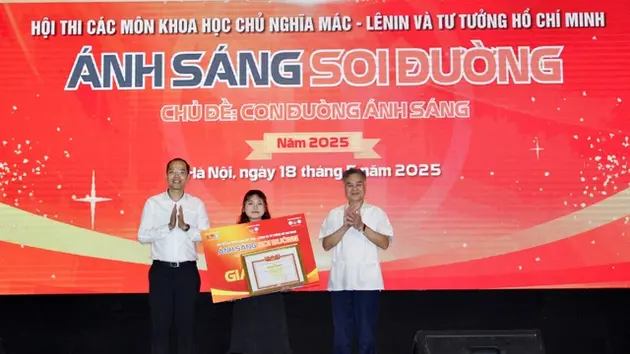 HỘI THI CÁC MÔN KHOA HỌC CHỦ NGHĨA MÁC - LÊNIN VÀ TƯ TƯỞNG HỒ CHÍ MINH
ÁNH SÁNG SOI ĐƯỜNG
CHỦ ĐỀ: CON ĐƯỜNG ÁNH SÁNG
Năm 2025
Hà Nội, ngày 18 tháng 5 năm 2025
ÁNH SÁNG SOI ĐƯỜNG
GIẢI